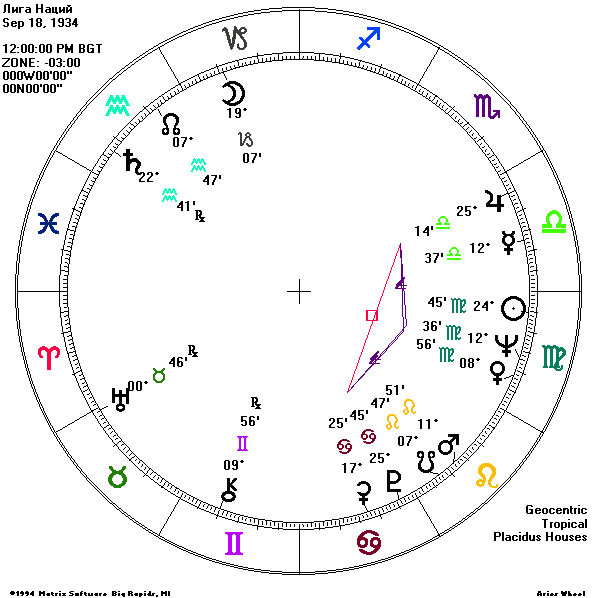 Лига Наций
Sep 18, 1934
12:00:00 PM BGT
ZONE: -03:00
000W00'00"
00N00'00"
19° ♑ 07'
07° ♒ 47'
22° ♒ 41' ℞
25° ♎ 14'
12° ♎ 37'
24° ♍ 45'
12° ♍ 36'
08° ♍ 56'
00° ♉ 46' ℞
09° ♊ 56' ℞
17° ♋ 25'
25° ♋ 45'
07° ♌ 47'
11° ♌ 51'
Geocentric
Tropical
Placidus Houses
©1994 Matrix Software Big Rapids, MI
Aries Wheel